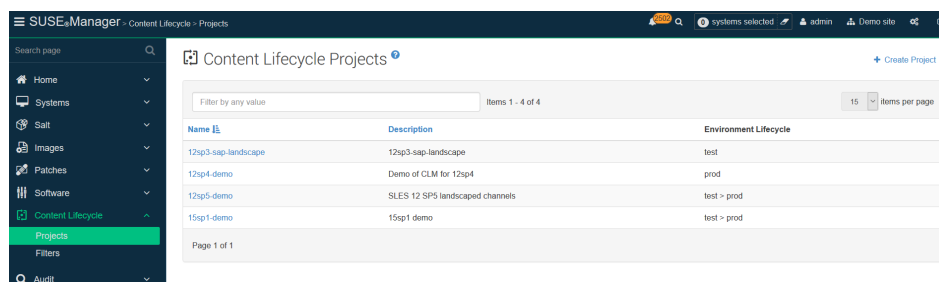 SUSE®Manager > Content Lifecycle > Projects
2502
0 systems selected
admin
Demo site
Search page
Home
Systems
Salt
Images
Patches
Software
Content Lifecycle
Projects
Filters
Audit
Content Lifecycle Projects ?
+ Create Project
Filter by any value
Items 1 - 4 of 4
15 items per page
Name Description Environment Lifecycle
12sp3-sap-landscape 12sp3-sap-landscape test
12sp4-demo Demo of CLM for 12sp4 prod
12sp5-demo SLES 12 SP5 landscaped channels test > prod
15sp1-demo 15sp1 demo test > prod
Page 1 of 1